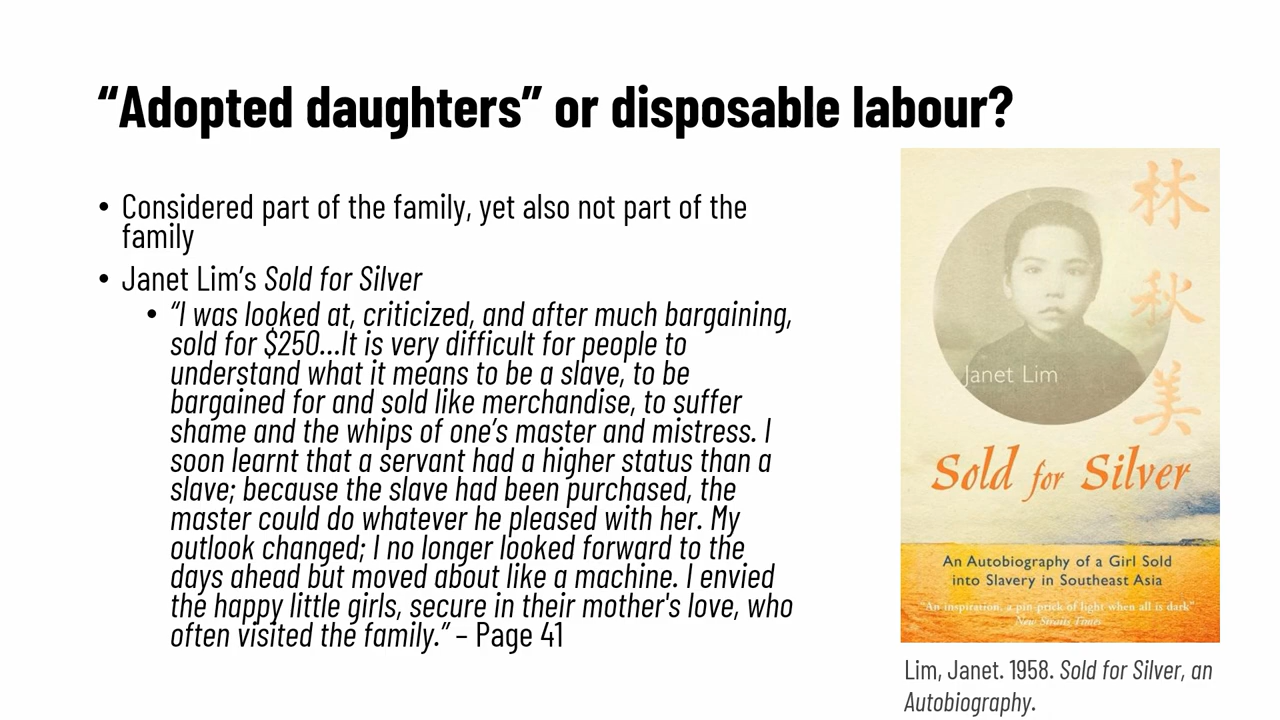 “Adopted daughters” or disposable labour?
• Considered part of the family, yet also not part of the
family
• Janet Lim’s Sold for Silver
• “I was looked at, criticized, and after much bargaining,
sold for $250...It is very difficult for people to
understand what it means to be a slave, to be
bargained for and sold like merchandise, to suffer
shame and the whips of one’s master and mistress. I
soon learnt that a servant had a higher status than a
slave; because the slave had been purchased, the
master could do whatever he pleased with her. My
outlook changed; I no longer looked forward to the
days ahead but moved about like a machine. I envied
the happy little girls, secure in their mother's love, who
often visited the family.” – Page 41
林
秋
美
Janet Lim
Sold for Silver
An Autobiography of a Girl Sold
into Slavery in Southeast Asia
“An inspiration, a pin-prick of light when all is dark”
New Straits Times
Lim, Janet. 1958. Sold for Silver, an
Autobiography.